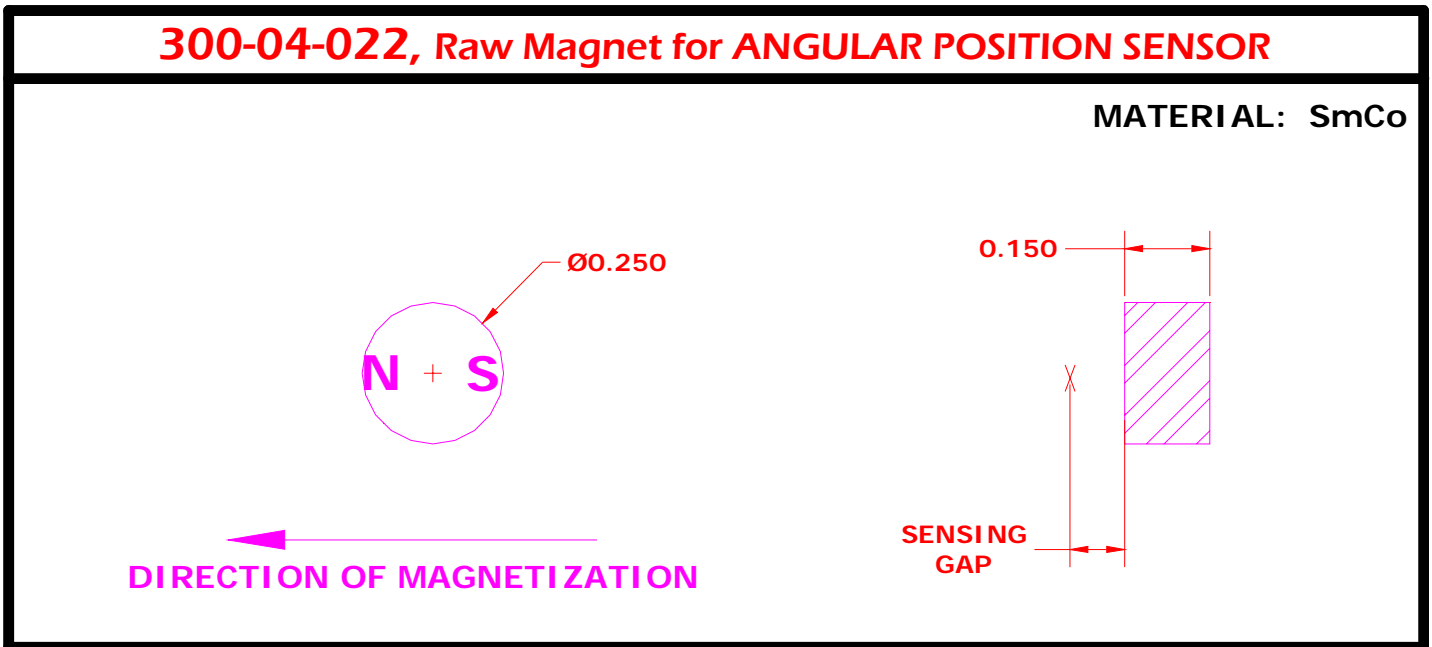 300-04-022, Raw Magnet for ANGULAR POSITION SENSOR
MATERIAL: SmCo
Ø0.250
0.150
N S
SENSING
GAP
DIRECTION OF MAGNETIZATION